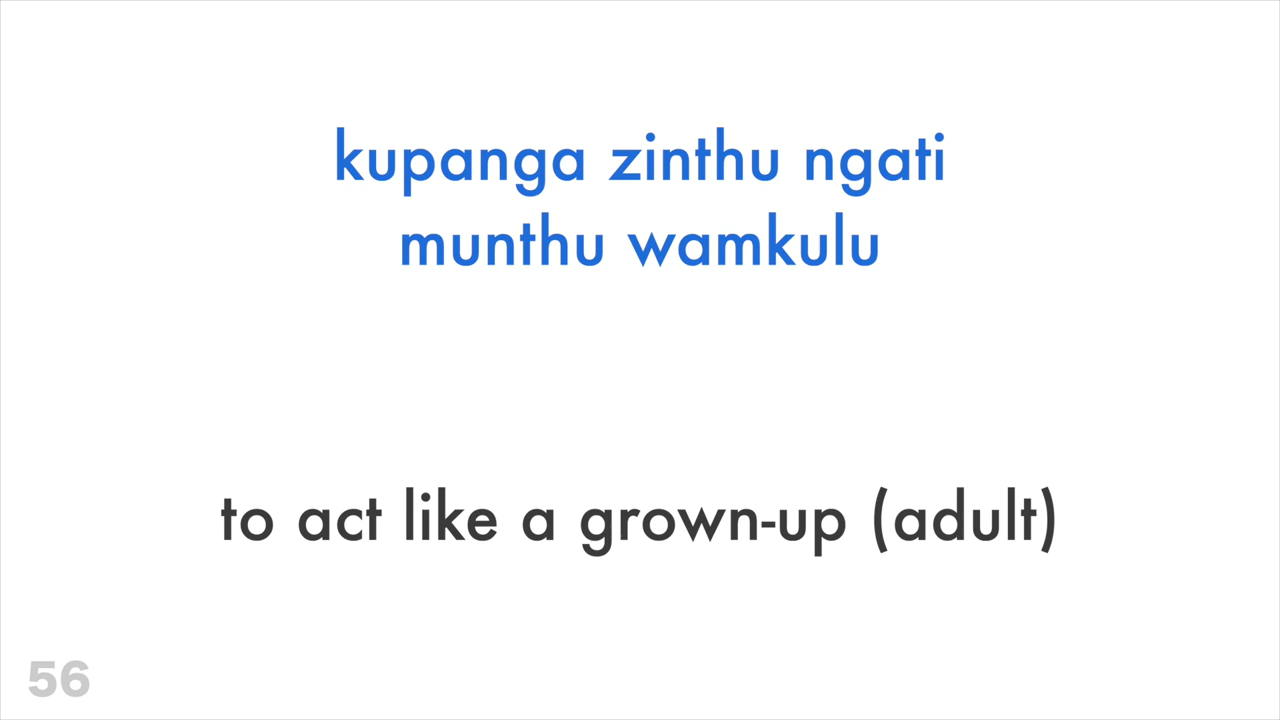 kupanga zinthu ngati
munthu wamkulu
to act like a grown-up (adult)
56